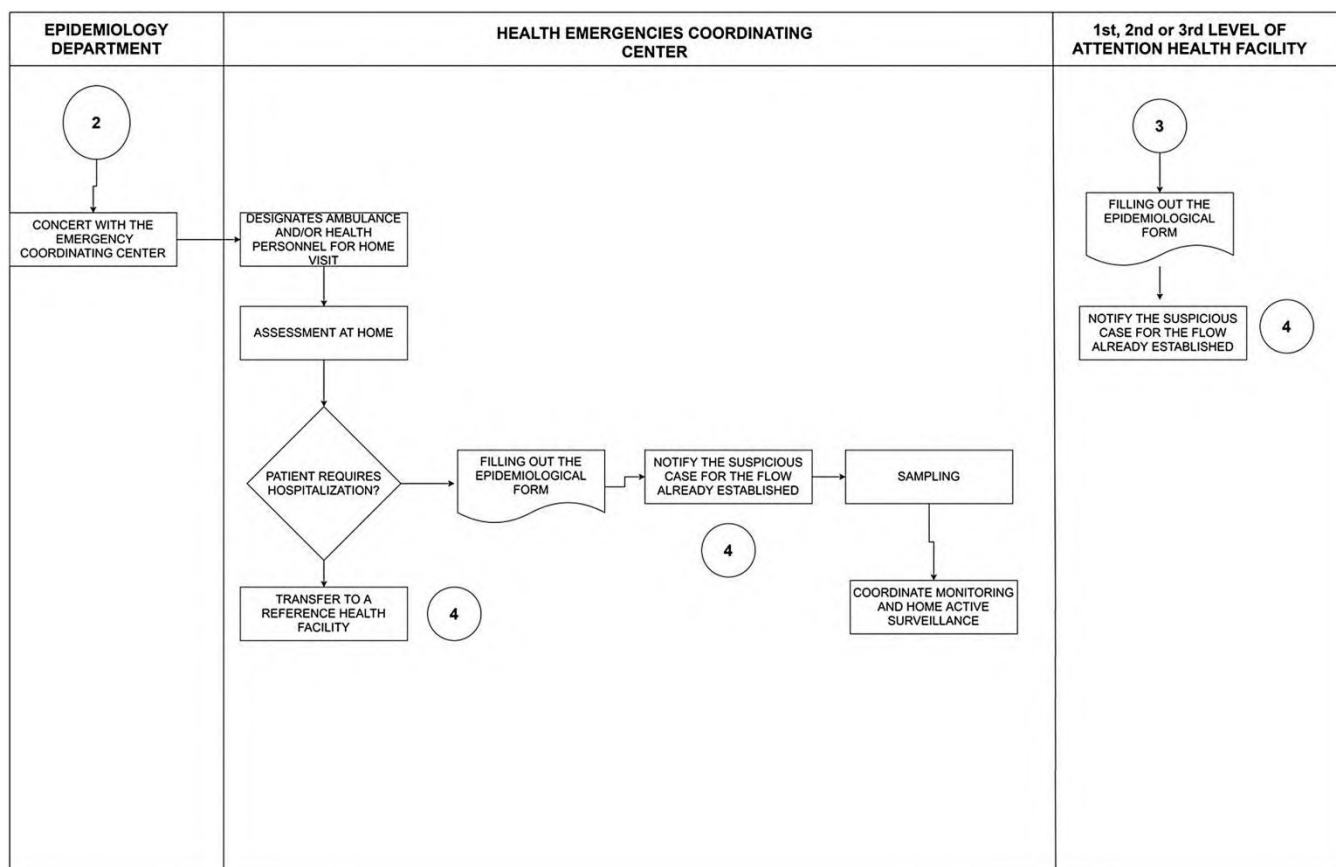 EPIDEMIOLOGY
DEPARTMENT
HEALTH EMERGENCIES COORDINATING
CENTER
1st, 2nd or 3rd LEVEL OF
ATTENTION HEALTH FACILITY
2
CONCERT WITH THE
EMERGENCY
COORDINATING CENTER
DESIGNATES AMBULANCE
AND/OR HEALTH
PERSONNEL FOR HOME
VISIT
ASSESSMENT AT HOME
PATIENT REQUIRES
HOSPITALIZATION?
FILLING OUT THE
EPIDEMIOLOGICAL
FORM
NOTIFY THE SUSPICIOUS
CASE FOR THE FLOW
ALREADY ESTABLISHED
4
SAMPLING
COORDINATE MONITORING
AND HOME ACTIVE
SURVEILLANCE
TRANSFER TO A
REFERENCE HEALTH
FACILITY
4
3
FILLING OUT THE
EPIDEMIOLOGICAL
FORM
NOTIFY THE SUSPICIOUS
CASE FOR THE FLOW
ALREADY ESTABLISHED
4